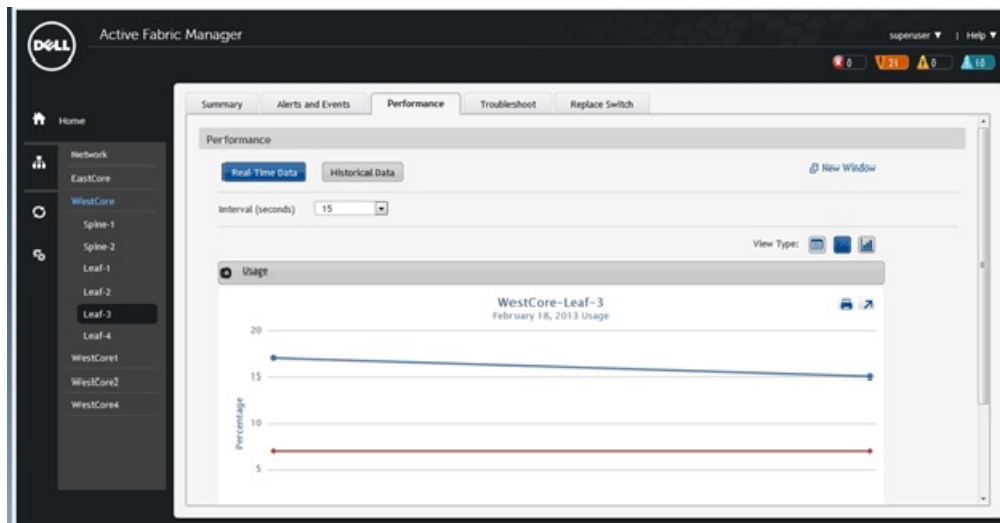 DELL
Active Fabric Manager
superuser ▼ | Help ▼
0 21 0 10
Summary Alerts and Events Performance Troubleshoot Replace Switch
Home
Performance
Network
Real-Time Data Historical Data New Window
EastCore
WestCore
Interval (seconds) 15
Spine-1
Spine-2
View Type:
Leaf-1
Usage
Leaf-2
WestCore-Leaf-3
Leaf-3
February 18, 2013 Usage
Leaf-4
20
WestCore1
15
WestCore2
WestCore4
Percentage
10
5